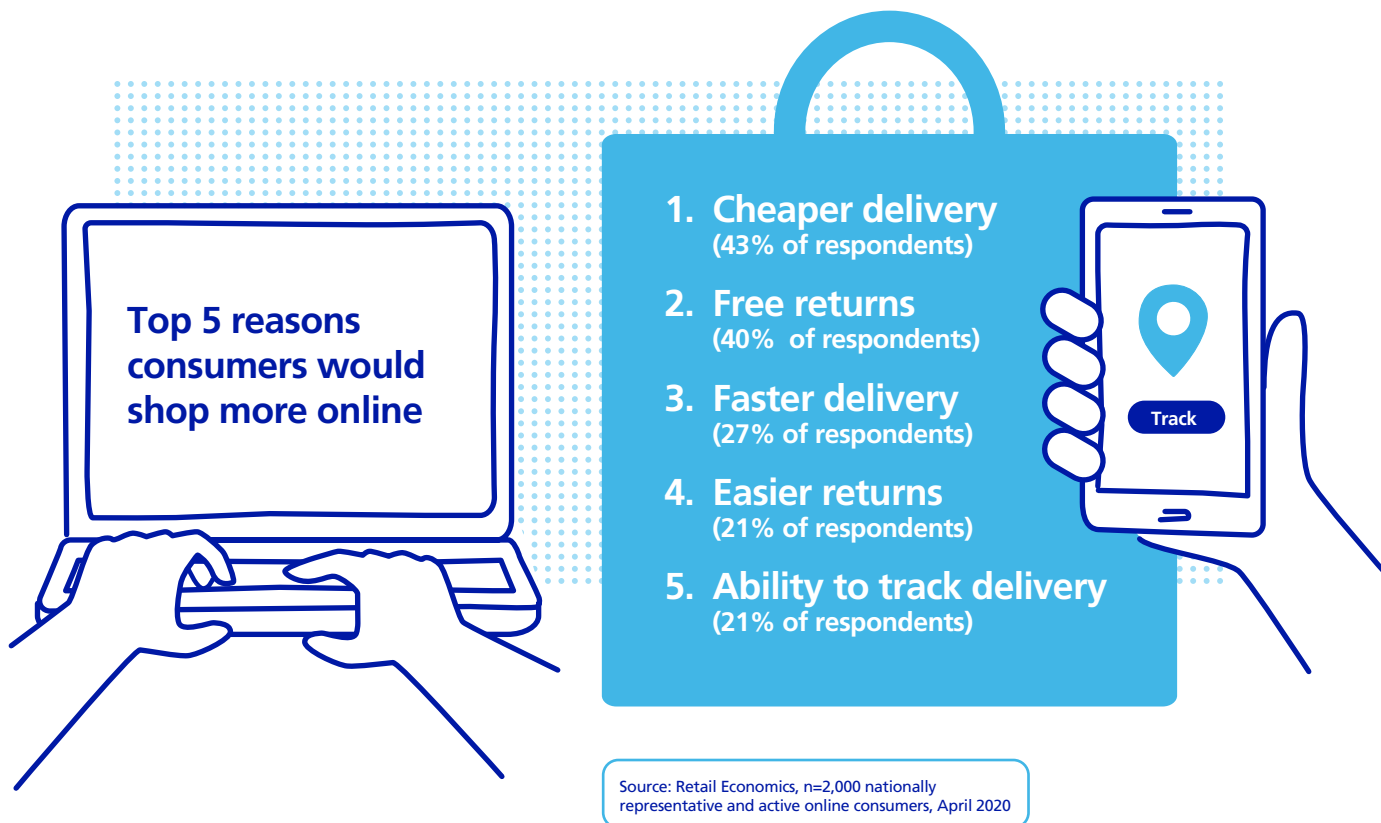 Top 5 reasons
consumers would
shop more online
1. Cheaper delivery
(43% of respondents)
2. Free returns
(40% of respondents)
3. Faster delivery
(27% of respondents)
4. Easier returns
(21% of respondents)
5. Ability to track delivery
(21% of respondents)
Track
Source: Retail Economics, n=2,000 nationally
representative and active online consumers, April 2020